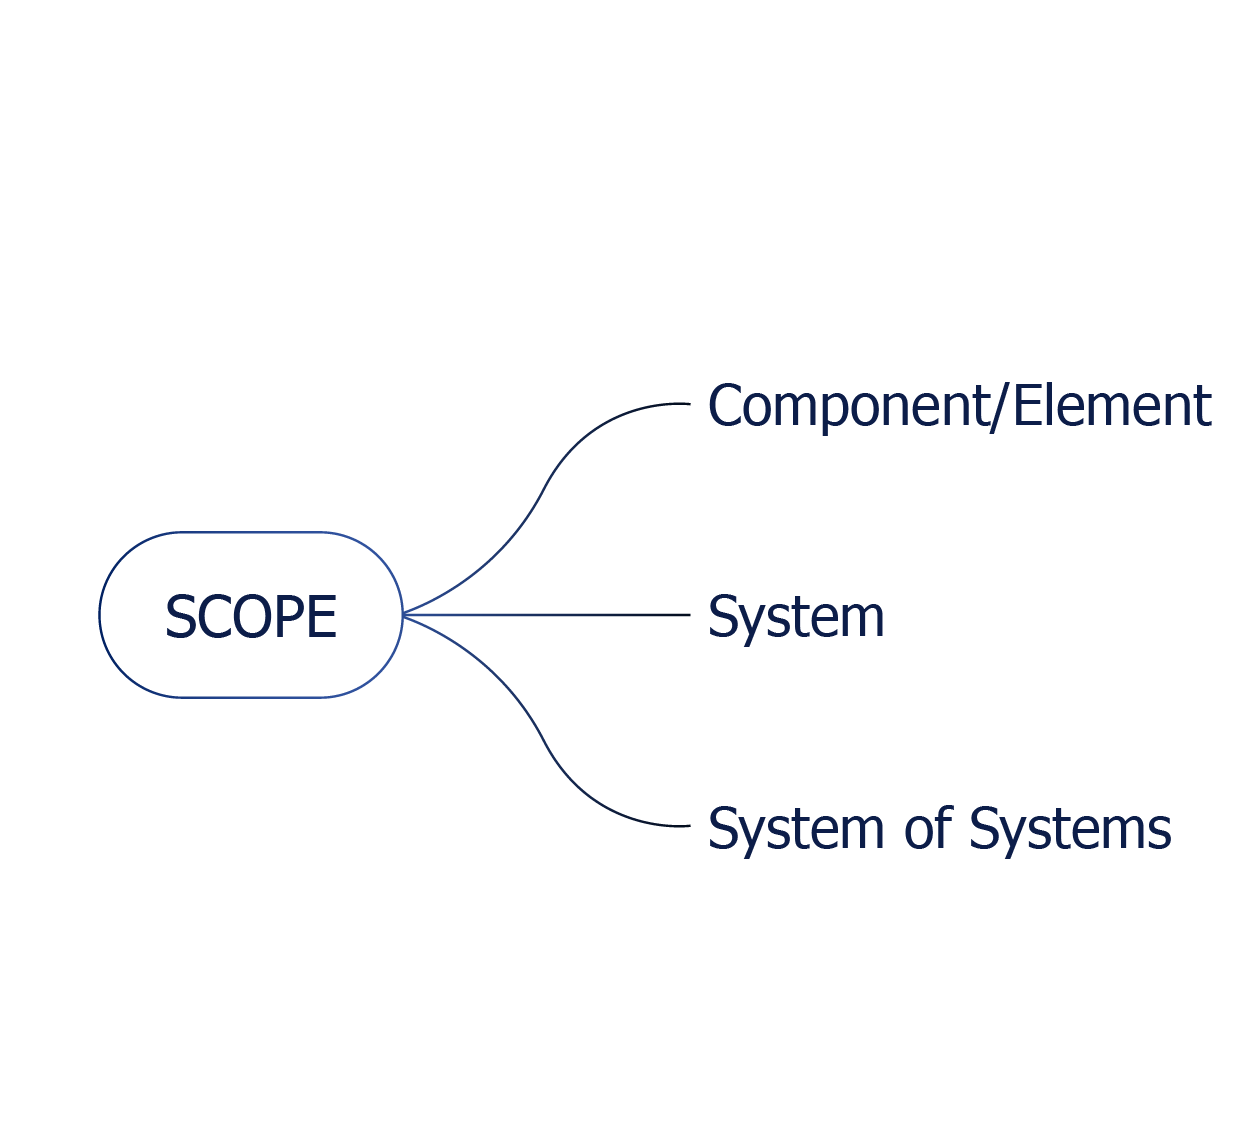 Component/Element
SCOPE
System
System of Systems